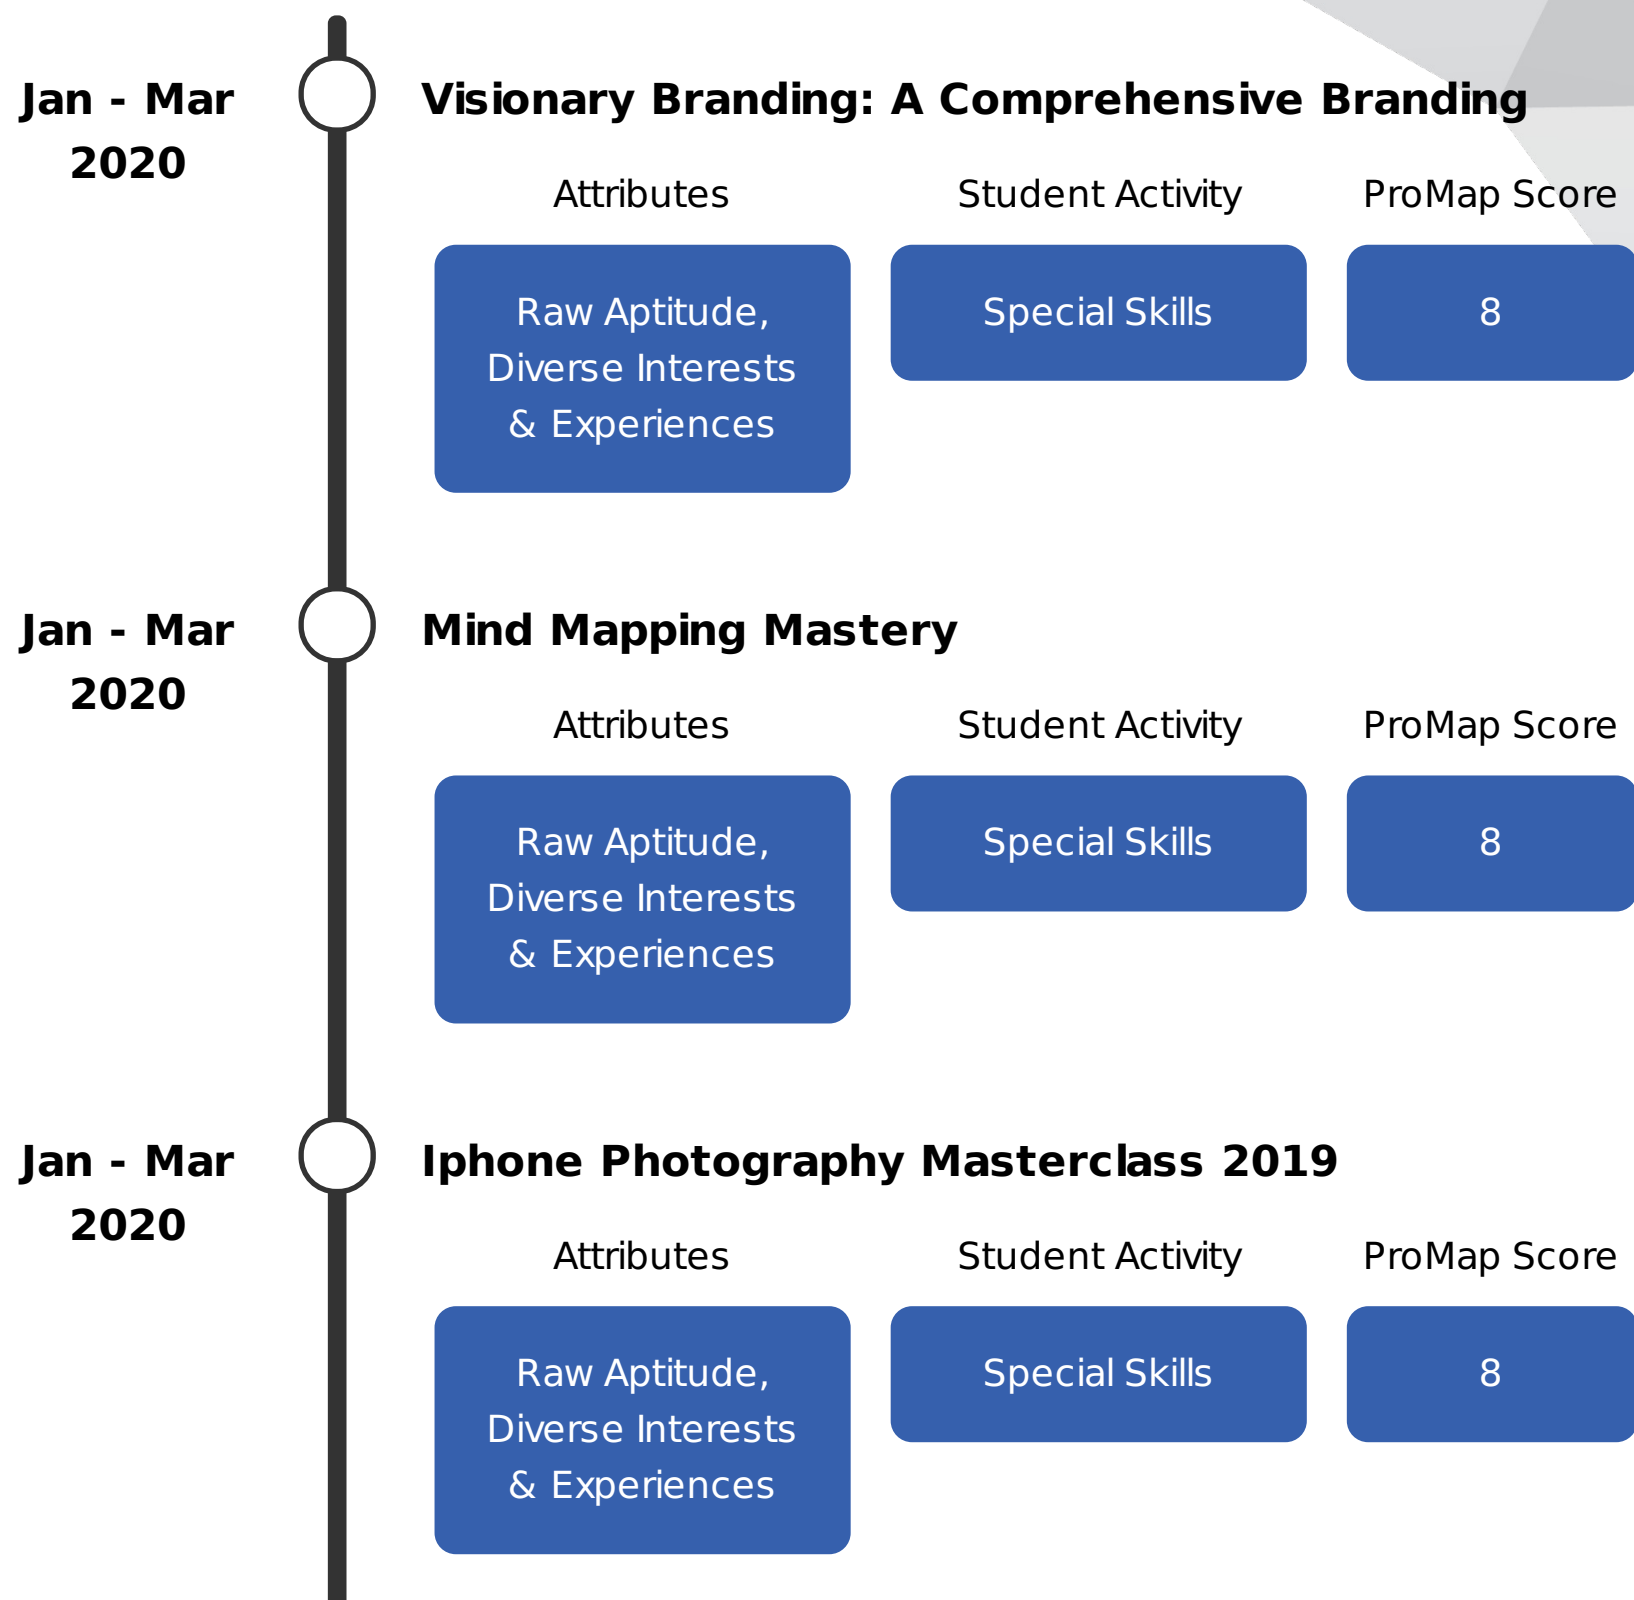 Jan - Mar
2020
Visionary Branding: A Comprehensive Branding
Attributes
Student Activity
ProMap Score
Raw Aptitude,
Diverse Interests
& Experiences
Special Skills
8
Jan - Mar
2020
Mind Mapping Mastery
Attributes
Student Activity
ProMap Score
Raw Aptitude,
Diverse Interests
& Experiences
Special Skills
8
Jan - Mar
2020
Iphone Photography Masterclass 2019
Attributes
Student Activity
ProMap Score
Raw Aptitude,
Diverse Interests
& Experiences
Special Skills
8